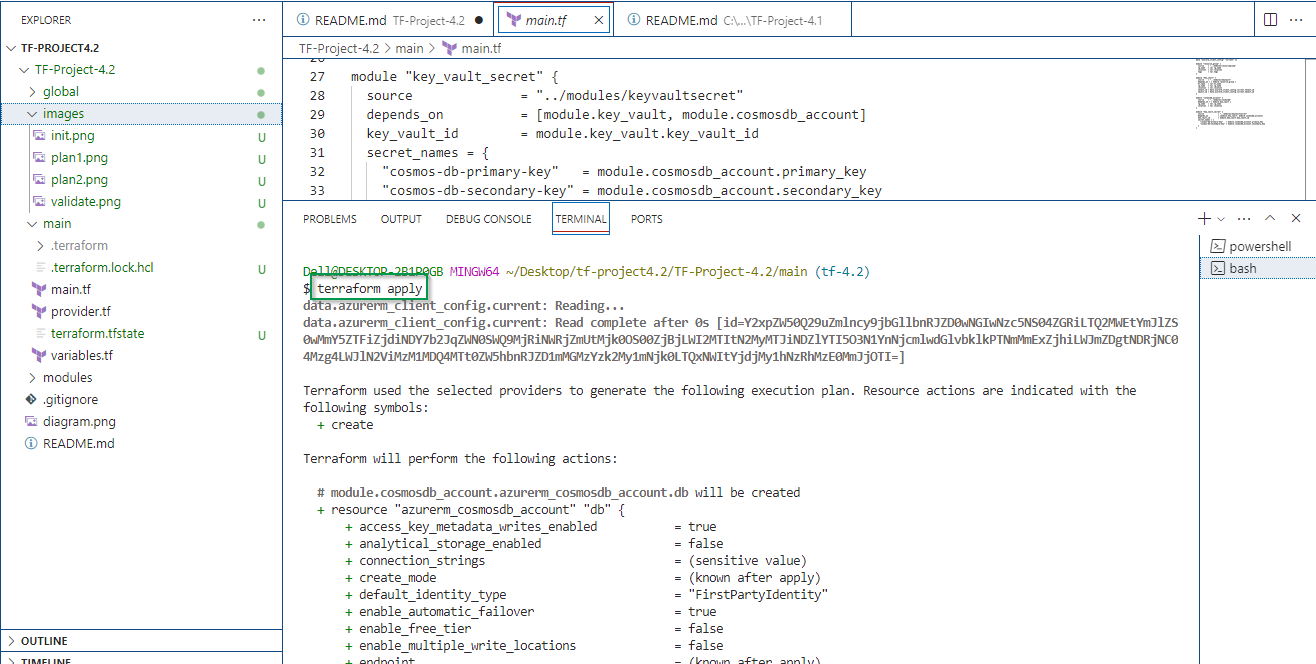 EXPLORER
TF-PROJECT4.2
TF-Project-4.2
global
images
init.png U
plan1.png U
plan2.png U
validate.png U
main
.terraform
.terraform.lock.hcl U
main.tf
provider.tf
terraform.tfstate U
variables.tf
modules
.gitignore
diagram.png
README.md
OUTLINE
TIMELINE
README.md TF-Project-4.2
main.tf
README.md C:\...\TF-Project-4.1
TF-Project-4.2 > main > main.tf
27 module "key_vault_secret" {
28 source = "../modules/keyvaultsecret"
29 depends_on = [module.key_vault, module.cosmosdb_account]
30 key_vault_id = module.key_vault.key_vault_id
31 secret_names = {
32 "cosmos-db-primary-key" = module.cosmosdb_account.primary_key
33 "cosmos-db-secondary-key" = module.cosmosdb_account.secondary_key
PROBLEMS OUTPUT DEBUG CONSOLE TERMINAL PORTS
powershell
bash
Dell@DESKTOP-2B1P0GB MINGW64 ~/Desktop/tf-project4.2/TF-Project-4.2/main (tf-4.2)
$ terraform apply
data.azurerm_client_config.current: Reading...
data.azurerm_client_config.current: Read complete after 0s
Terraform used the selected providers to generate the following execution plan. Resource actions are indicated with the
following symbols:
+ create
Terraform will perform the following actions:
# module.cosmosdb_account.azurerm_cosmosdb_account.db will be created
+ resource "azurerm_cosmosdb_account" "db" {
+ access_key_metadata_writes_enabled = true
+ analytical_storage_enabled = false
+ connection_strings = (sensitive value)
+ create_mode = (known after apply)
+ default_identity_type = "FirstPartyIdentity"
+ enable_automatic_failover = true
+ enable_free_tier = false
+ enable_multiple_write_locations = false
+ endpoint = (known after apply)